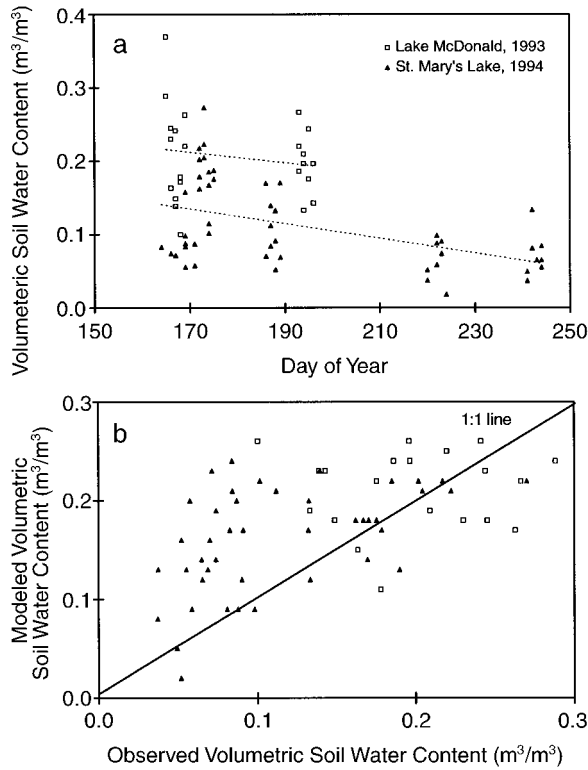 a
Lake McDonald, 1993
St. Mary's Lake, 1994
0.4
0.3
0.2
0.1
0.0
150
170
190
210
230
250
Day of Year
Volumeteric Soil Water Content (m³/m³)
b
1:1 line
0.3
0.2
0.1
0.0
0.0
0.1
0.2
0.3
Modeled Volumetric
Soil Water Content (m³/m³)
Observed Volumetric Soil Water Content (m³/m³)